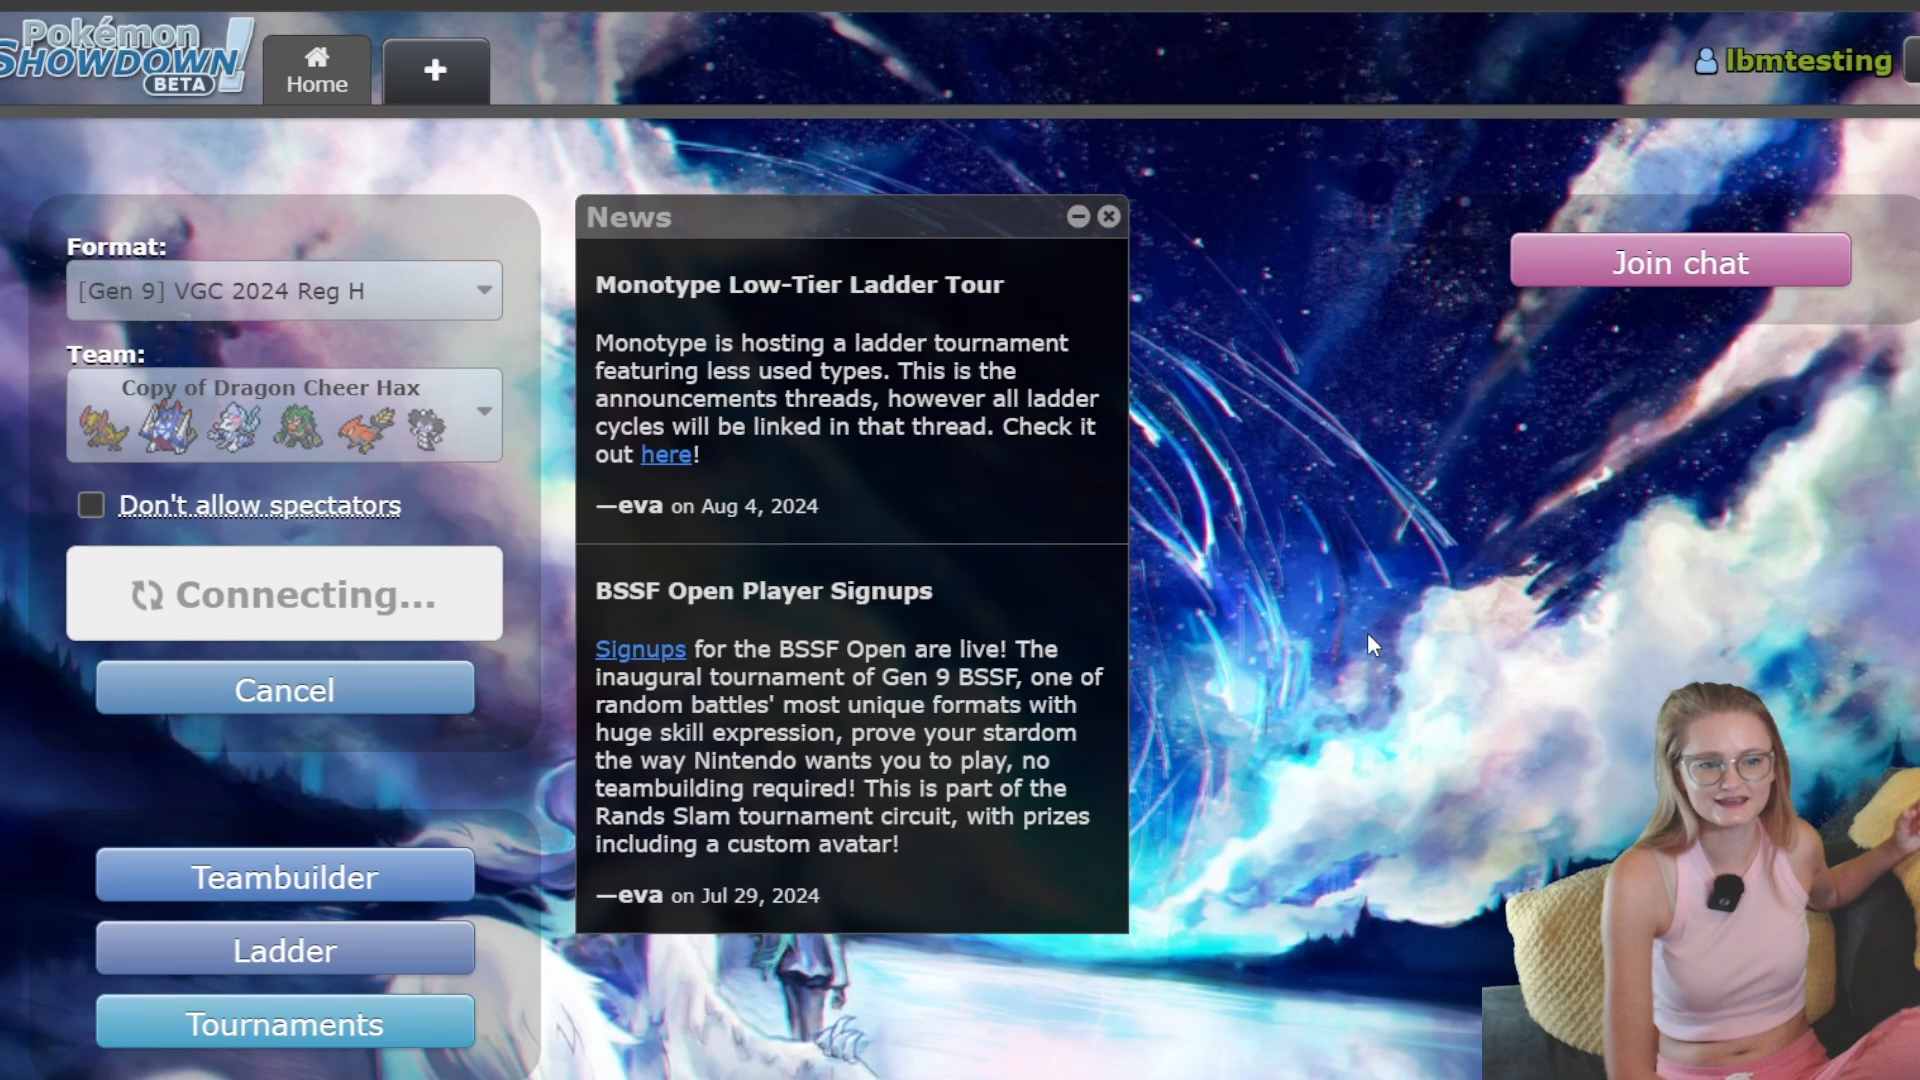 Pokémon
SHOWDOWN!
BETA
Home
+
lbmtesting
Format:
[Gen 9] VGC 2024 Reg H
Team:
Copy of Dragon Cheer Hax
Don't allow spectators
Connecting...
Cancel
Teambuilder
Ladder
Tournaments
News
Monotype Low-Tier Ladder Tour
Monotype is hosting a ladder tournament
featuring less used types. This is the
announcements threads, however all ladder
cycles will be linked in that thread. Check it
out here!
—eva on Aug 4, 2024
BSSF Open Player Signups
Signups for the BSSF Open are live! The
inaugural tournament of Gen 9 BSSF, one of
random battles' most unique formats with
huge skill expression, prove your stardom
the way Nintendo wants you to play, no
teambuilding required! This is part of the
Rands Slam tournament circuit, with prizes
including a custom avatar!
—eva on Jul 29, 2024
Join chat